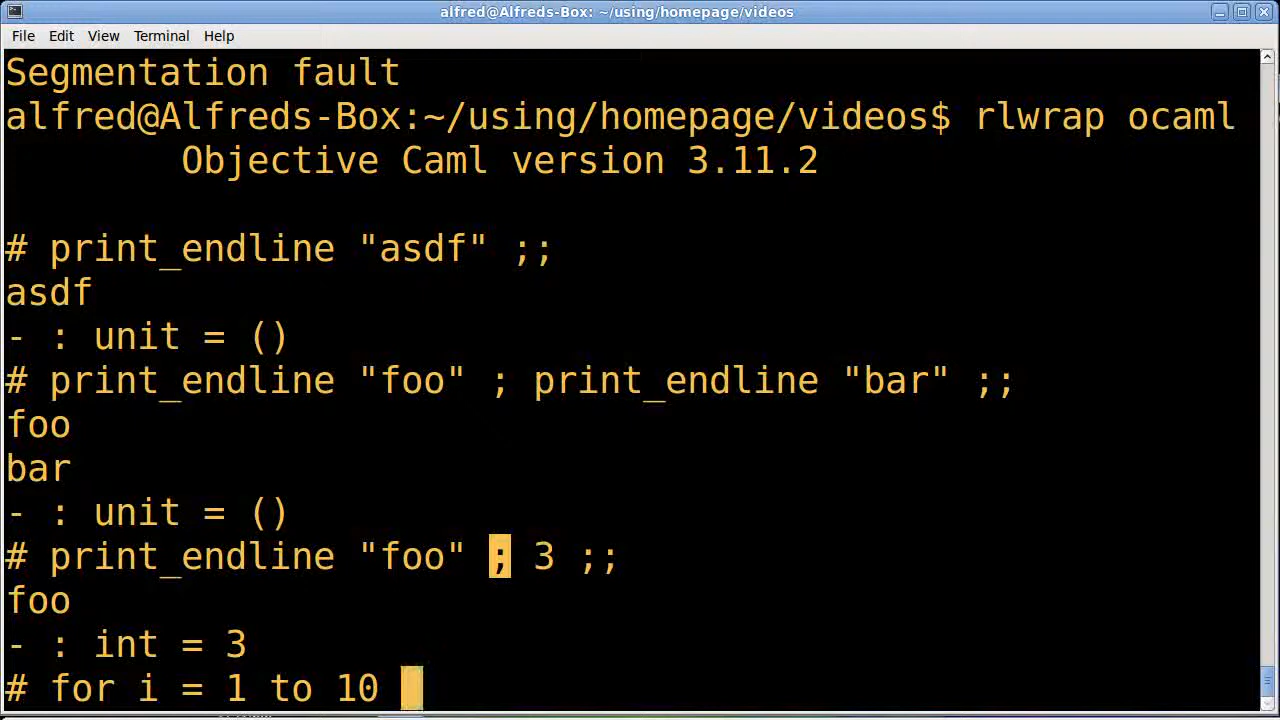 alfred@Alfreds-Box: ~/using/homepage/videos
File Edit View Terminal Help
Segmentation fault
alfred@Alfreds-Box:~/using/homepage/videos$ rlwrap ocaml
Objective Caml version 3.11.2
# print_endline "asdf" ;;
asdf
- : unit = ()
# print_endline "foo" ; print_endline "bar" ;;
foo
bar
- : unit = ()
# print_endline "foo" ; 3 ;;
foo
- : int = 3
# for i = 1 to 10